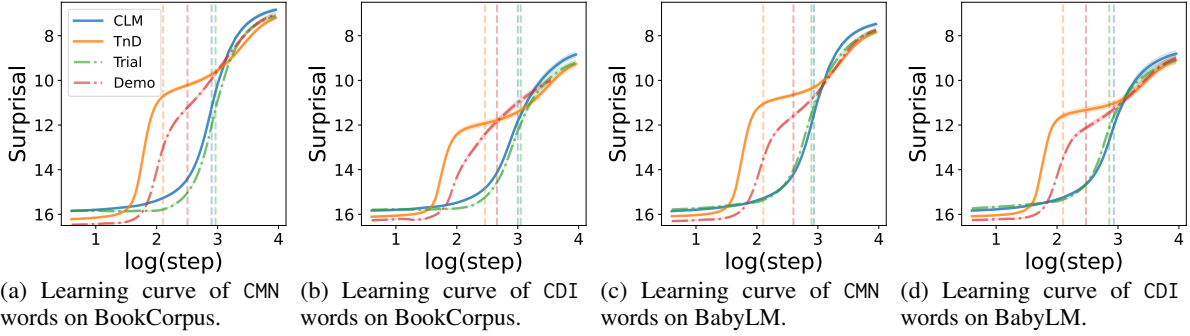 CLM
TnD
Trial
Demo
8
10
12
14
16
Surprisal
1
2
3
4
log(step)
(a) Learning curve of CMN
words on BookCorpus.
8
10
12
14
16
Surprisal
1
2
3
4
log(step)
(b) Learning curve of CDI
words on BookCorpus.
8
10
12
14
16
Surprisal
1
2
3
4
log(step)
(c) Learning curve of CMN
words on BabyLM.
8
10
12
14
16
Surprisal
1
2
3
4
log(step)
(d) Learning curve of CDI
words on BabyLM.